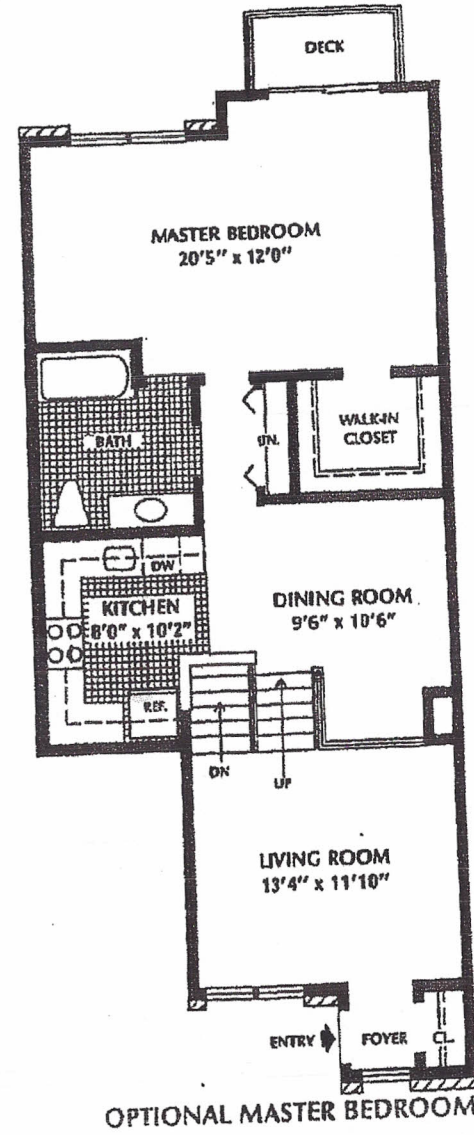 DECK
MASTER BEDROOM
20'5" x 12'0"
WALK-IN
CLOSET
LIN.
BATH
DW
KITCHEN
8'0" x 10'2"
DINING ROOM
9'6" x 10'6"
REF.
DN
UP
LIVING ROOM
13'4" x 11'10"
ENTRY
FOYER
CL
OPTIONAL MASTER BEDROOM